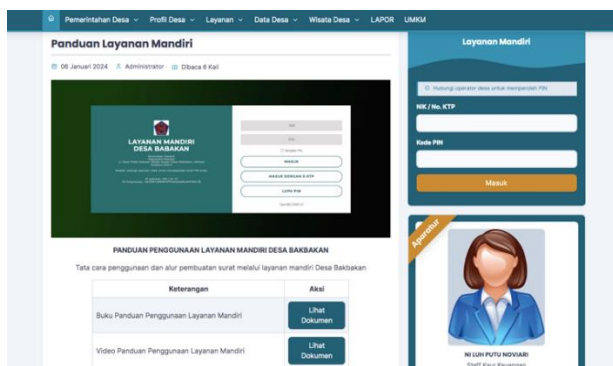 Pemerintahan Desa
Profil Desa
Layanan
Data Desa
Wisata Desa
LAPOR
UMKM
Panduan Layanan Mandiri
06 Januari 2024
Administrator
Dibaca 6 Kali
LAYANAN MANDIRI
DESA BABAKAN
MASUK
MASUK DENGAN E-KTP
LUPA PIN
PANDUAN PENGGUNAAN LAYANAN MANDIRI DESA BAKBAKAN
Tata cara penggunaan dan alur pembuatan surat melalui layanan mandiri Desa Bakbakan
Keterangan
Aksi
Buku Panduan Penggunaan Layanan Mandiri
Lihat
Dokumen
Video Panduan Penggunaan Layanan Mandiri
Lihat
Dokumen
Layanan Mandiri
Hubungi operator desa untuk memperoleh PIN
NIK / No. KTP
Kode PIN
Masuk
Aparatur
NI LUH PUTU NOVIARI
Staff Kaur Keuangan